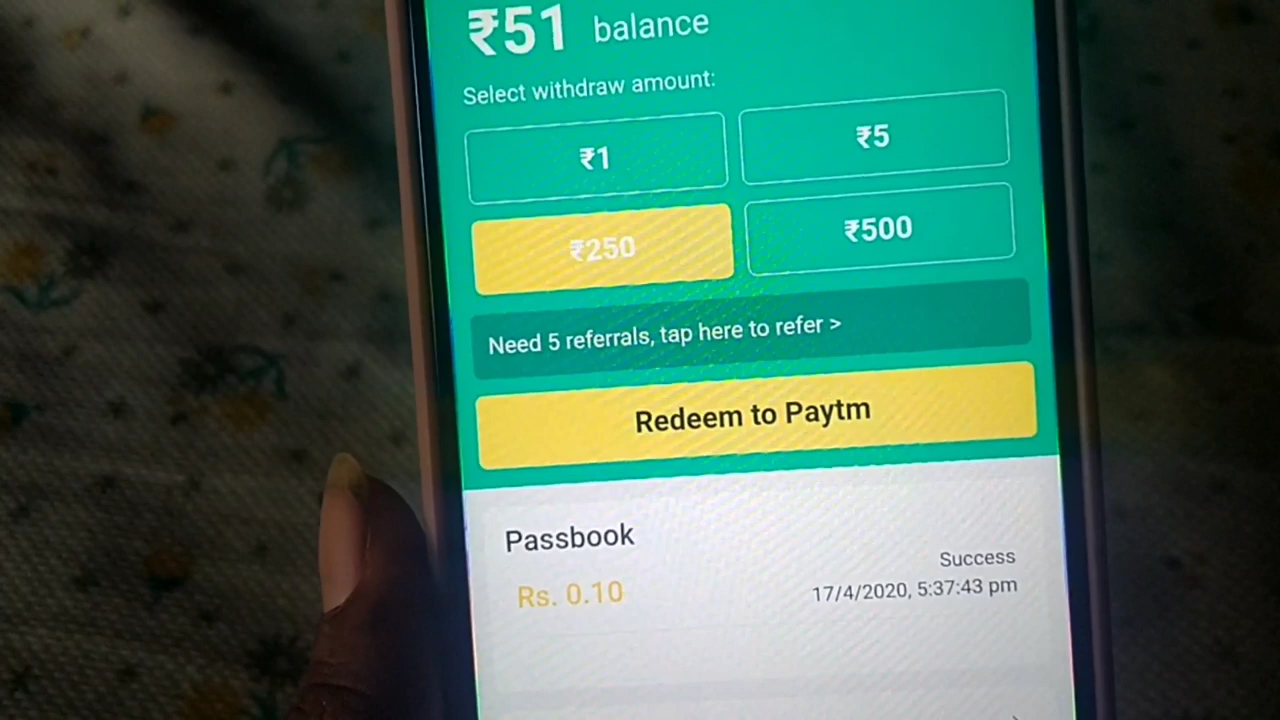 ₹51 balance
Select withdraw amount:
₹1
₹5
₹250
₹500
Need 5 referrals, tap here to refer >
Redeem to Paytm
Passbook
Success
Rs. 0.10
17/4/2020, 5:37:43 pm